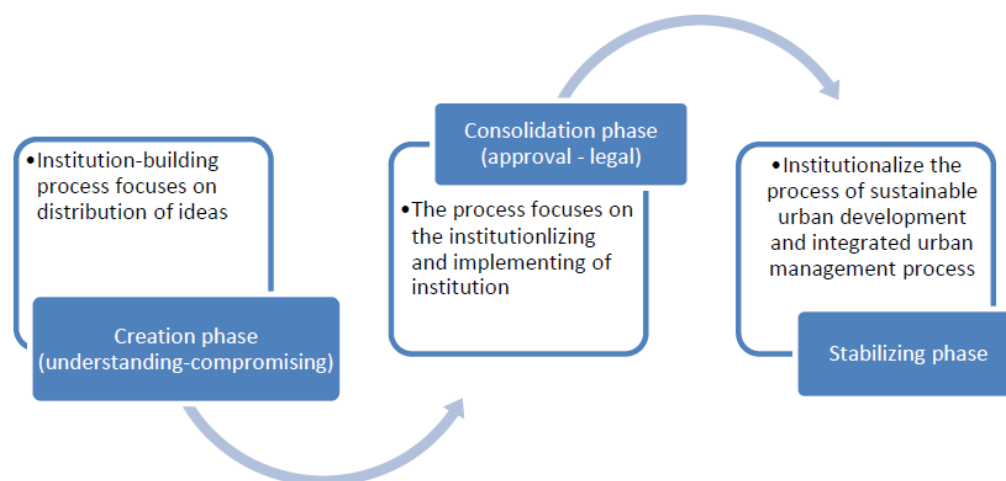 •Institution-building
process focuses on
distribution of ideas
Creation phase
(understanding-compromising)
Consolidation phase
(approval - legal)
•The process focuses on
the institutionlizing
and implementing of
institution
•Institutionalize the
process of sustainable
urban development
and integrated urban
management process
Stabilizing phase